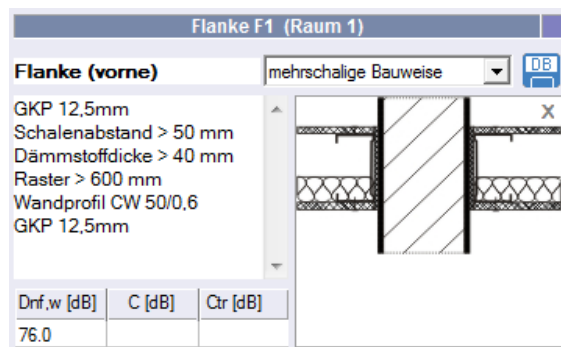 Flanke F1 (Raum 1)
Flanke (vorne)
mehrschalige Bauweise
DB
GKP 12,5mm
Schalenabstand > 50 mm
Dämmstoffdicke > 40 mm
Raster > 600 mm
Wandprofil CW 50/0,6
GKP 12,5mm
X
Dnf,w [dB] C [dB] Ctr [dB]
76.0